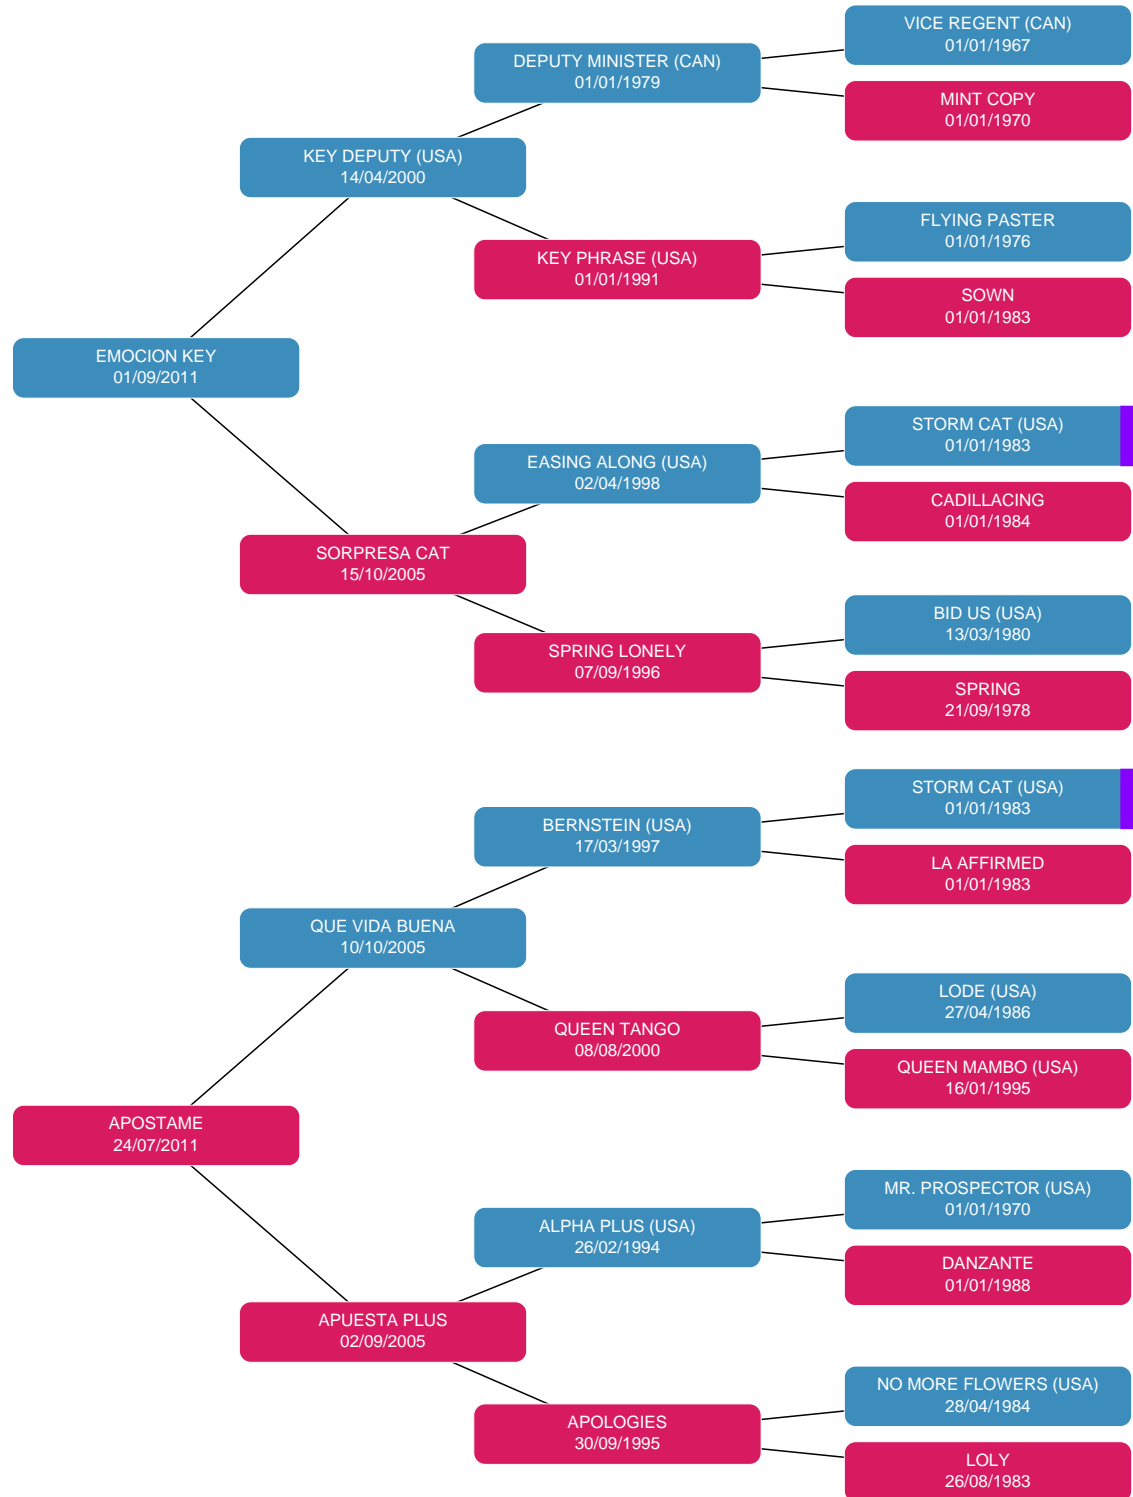 VICE REGENT (CAN)
01/01/1967
DEPUTY MINISTER (CAN)
01/01/1979
MINT COPY
01/01/1970
KEY DEPUTY (USA)
14/04/2000
FLYING PASTER
01/01/1976
KEY PHRASE (USA)
01/01/1991
SOWN
01/01/1983
EMOCION KEY
01/09/2011
STORM CAT (USA)
01/01/1983
EASING ALONG (USA)
02/04/1998
CADILLACING
01/01/1984
SORPRESA CAT
15/10/2005
BID US (USA)
13/03/1980
SPRING LONELY
07/09/1996
SPRING
21/09/1978
STORM CAT (USA)
01/01/1983
BERNSTEIN (USA)
17/03/1997
LA AFFIRMED
01/01/1983
QUE VIDA BUENA
10/10/2005
LODE (USA)
27/04/1986
QUEEN TANGO
08/08/2000
QUEEN MAMBO (USA)
16/01/1995
APOSTAME
24/07/2011
MR. PROSPECTOR (USA)
01/01/1970
ALPHA PLUS (USA)
26/02/1994
DANZANTE
01/01/1988
APUESTA PLUS
02/09/2005
NO MORE FLOWERS (USA)
28/04/1984
APOLOGIES
30/09/1995
LOLY
26/08/1983